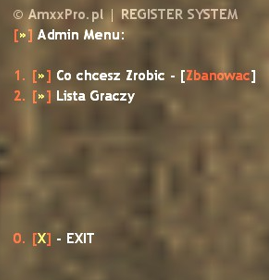 © AmxxPro.pl | REGISTER SYSTEM
[»] Admin Menu:
1. [»] Co chcesz Zrobic - [Zbanowac]
2. [»] Lista Graczy
0. [X] - EXIT